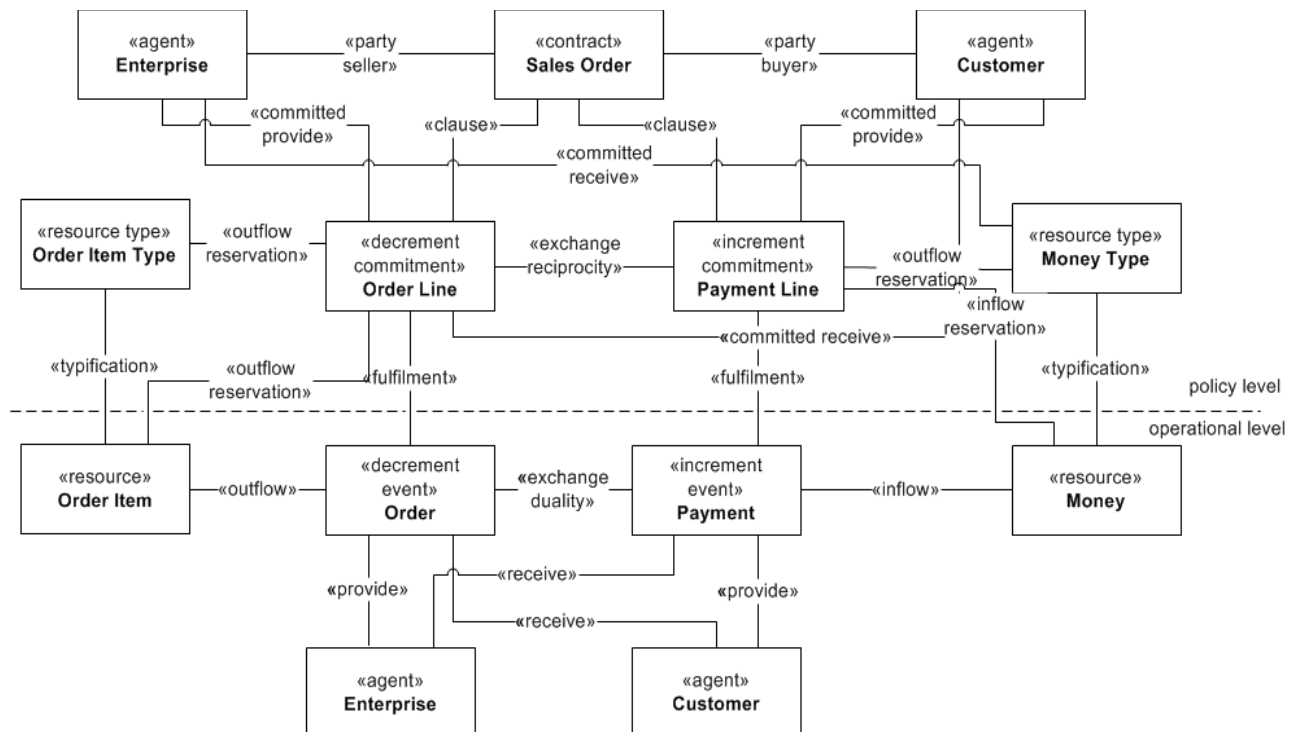 «agent»
Enterprise
«party
seller»
«contract»
Sales Order
«party
buyer»
«agent»
Customer
«committed
provide»
«clause»
«clause»
«committed
provide»
«committed
receive»
«resource type»
Order Item Type
«outflow
reservation»
«decrement
commitment»
Order Line
«exchange
reciprocity»
«increment
commitment»
Payment Line
«outflow
reservation»
«resource type»
Money Type
«inflow
reservation»
«committed receive»
«typification»
«outflow
reservation»
«fulfilment»
«fulfilment»
«typification»
policy level
operational level
«resource»
Order Item
«outflow»
«decrement
event»
Order
«exchange
duality»
«increment
event»
Payment
«inflow»
«resource»
Money
«receive»
«provide»
«provide»
«receive»
«agent»
Enterprise
«agent»
Customer